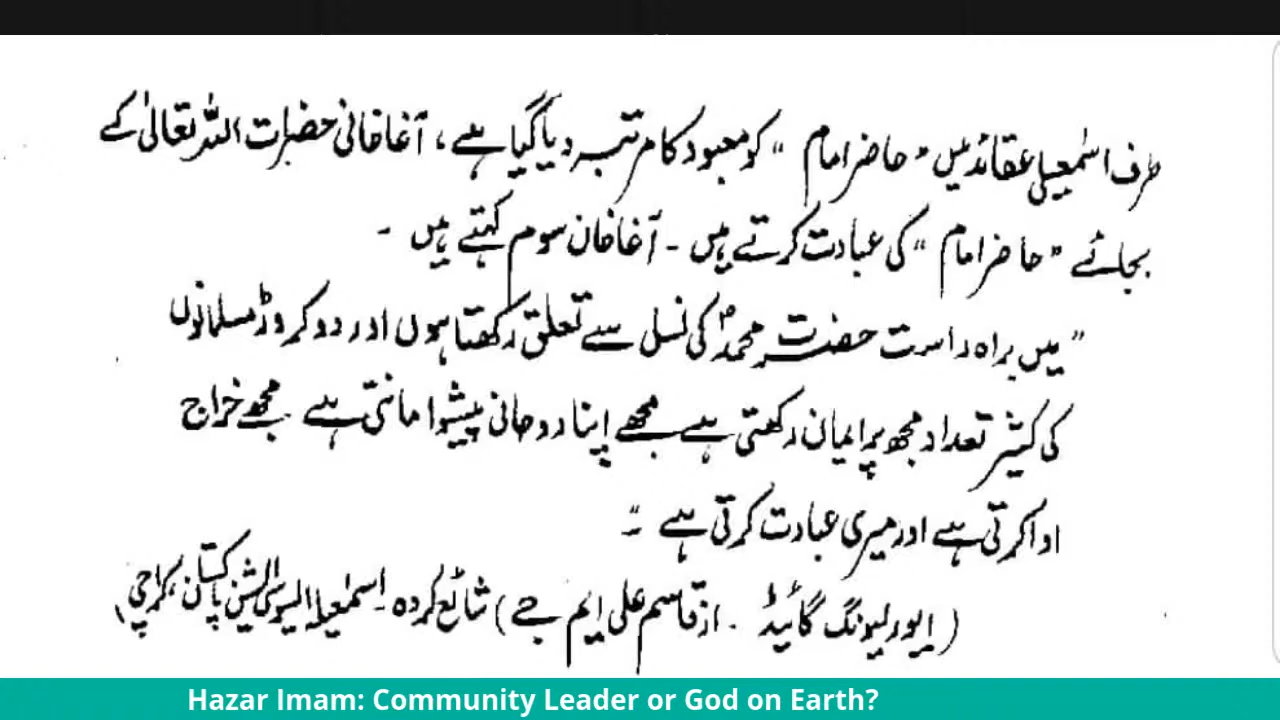 طرف اسمٰعیلی عقائد میں "حاضر امام" کو معبود کا مرتبہ دیا گیا ہے، آغاخانی حضرات اللہ تعالیٰ کے
بجائے "حاضر امام" کی عبادت کرتے ہیں ۔ آغا خان سوم کہتے ہیں ۔
"میں براہ راست حضرت محمدؐ کی نسل سے تعلق رکھتا ہوں اور دو کروڑ مسلمانوں
کی کثیر تعداد مجھ پر ایمان رکھتی ہے مجھے اپنا روحانی پیشوا مانتی ہے مجھے خراج
ادا کرتی ہے اور میری عبادت کرتی ہے ۔"
(ایورلیونگ گائیڈ ۔ از قاسم علی ایم جے) شائع کردہ ۔ اسمٰعیلیہ ایسوسی ایشن پاکستان، کراچی،
Hazar Imam: Community Leader or God on Earth?